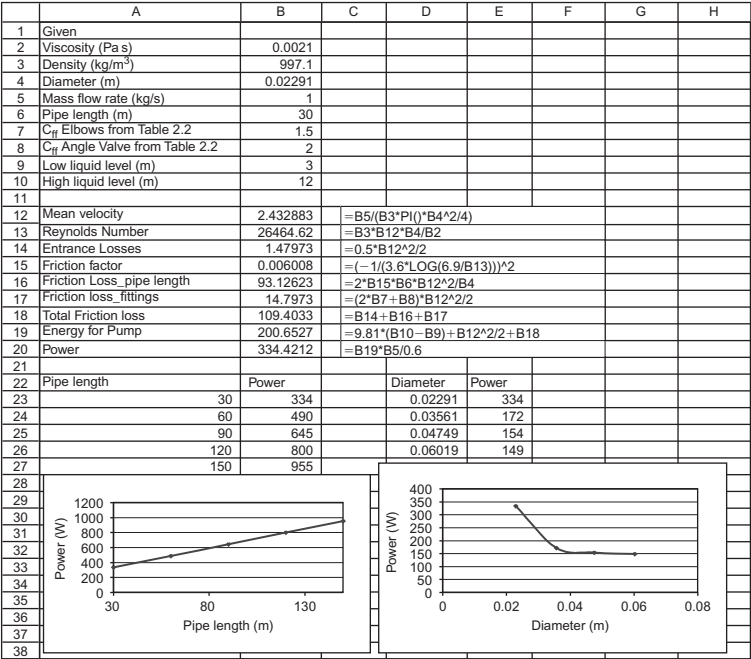 A B C D E F G H
1 Given
2 Viscosity (Pa s) 0.0021
3 Density (kg/m³) 997.1
4 Diameter (m) 0.02291
5 Mass flow rate (kg/s) 1
6 Pipe length (m) 30
7 Cff Elbows from Table 2.2 1.5
8 Cff Angle Valve from Table 2.2 2
9 Low liquid level (m) 3
10 High liquid level (m) 12
11
12 Mean velocity 2.432883 =B5/(B3*PI()*B4^2/4)
13 Reynolds Number 26464.62 =B3*B12*B4/B2
14 Entrance Losses 1.47973 =0.5*B12^2/2
15 Friction factor 0.006008 =(−1/(3.6*LOG(6.9/B13)))^2
16 Friction Loss_pipe length 93.12623 =2*B15*B6*B12^2/B4
17 Friction loss_fittings 14.7973 =(2*B7+B8)*B12^2/2
18 Total Friction loss 109.4033 =B14+B16+B17
19 Energy for Pump 200.6527 =9.81*(B10−B9)+B12^2/2+B18
20 Power 334.4212 =B19*B5/0.6
21
22 Pipe length Power Diameter Power
23 30 334 0.02291 334
24 60 490 0.03561 172
25 90 645 0.04749 154
26 120 800 0.06019 149
27 150 955
28
29
30
31
32
33
34
35
36
37
38
Power (W)
1200
1000
800
600
400
200
0
30 80 130
Pipe length (m)
Power (W)
400
350
300
250
200
150
100
50
0
0 0.02 0.04 0.06 0.08
Diameter (m)